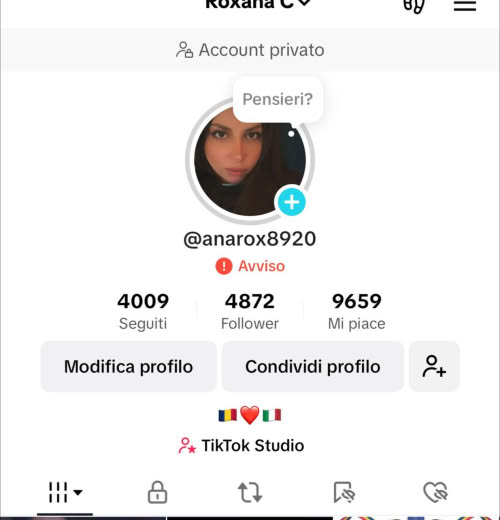 Roxana C
Account privato
Pensieri?
@anarox8920
Avviso
4009 4872 9659
Seguiti Follower Mi piace
Modifica profilo Condividi profilo
TikTok Studio